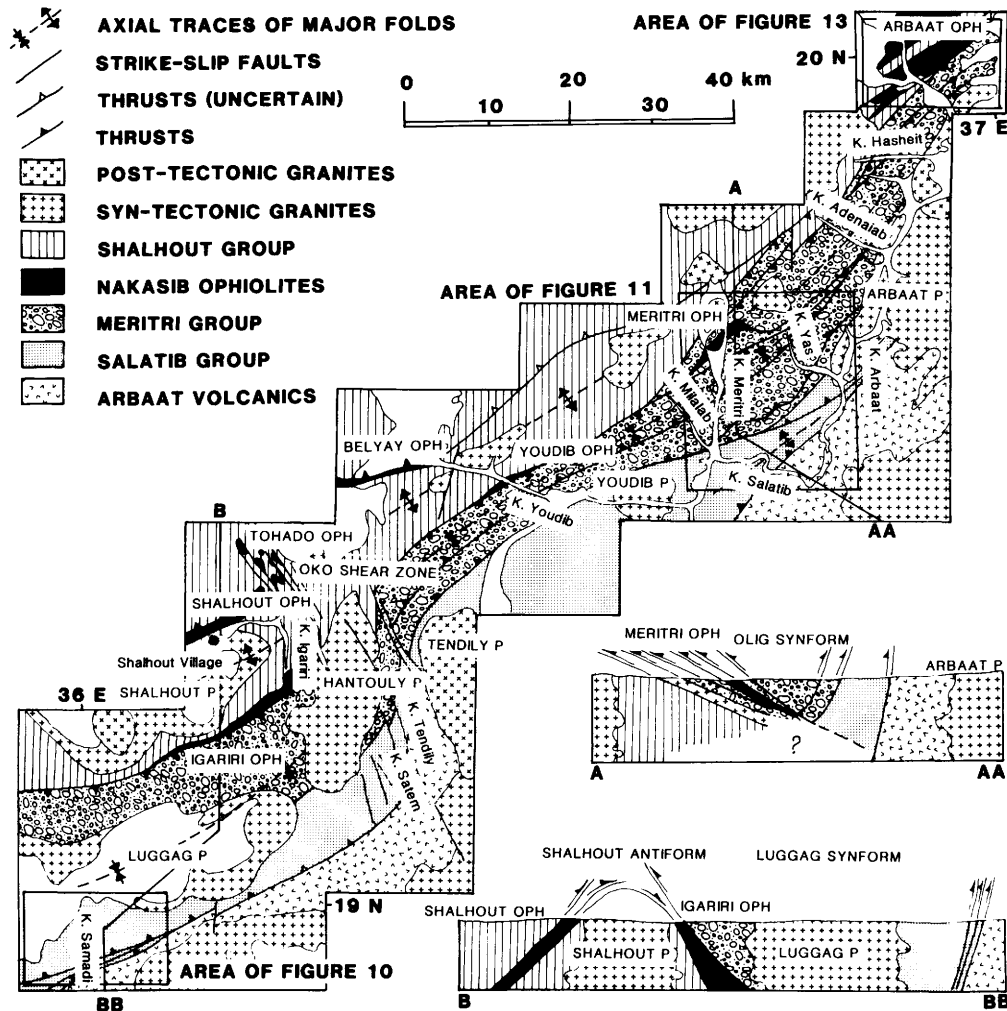 AXIAL TRACES OF MAJOR FOLDS
STRIKE-SLIP FAULTS
THRUSTS (UNCERTAIN)
THRUSTS
POST-TECTONIC GRANITES
SYN-TECTONIC GRANITES
SHALHOUT GROUP
NAKASIB OPHIOLITES
MERITRI GROUP
SALATIB GROUP
ARBAAT VOLCANICS
0 20 40 km
10 30
AREA OF FIGURE 13
ARBAAT OPH
20 N
37 E
K. Hasheit
A
K. Adenaiab
AREA OF FIGURE 11
ARBAAT P
MERITRI OPH
K. Yas
K. Arbaat
K. Meritri
K. Milalab
BELYAY OPH
YOUDIB OPH
YOUDIB P
K. Salatib
K. Youdib
AA
B
TOHADO OPH
OKO SHEAR ZONE
SHALHOUT OPH
K. Igariri
Shalhout Village
TENDILY P
36 E
SHALHOUT P
HANTOULY P
K. Tendily
IGARIRI OPH
K. Satem
LUGGAG P
19 N
K. Samadi
AREA OF FIGURE 10
BB
MERITRI OPH
OLIG SYNFORM
ARBAAT P
?
A AA
SHALHOUT ANTIFORM
LUGGAG SYNFORM
SHALHOUT OPH
IGARIRI OPH
SHALHOUT P
LUGGAG P
B BB